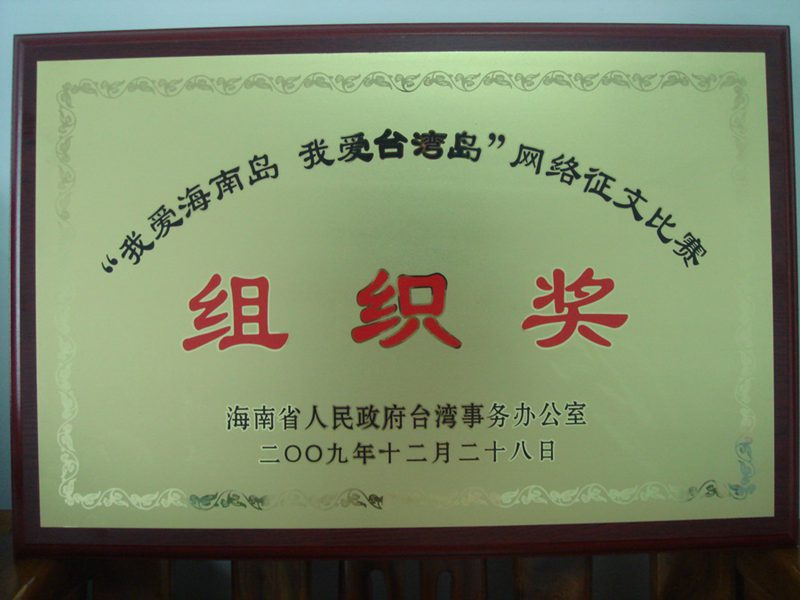 “我爱海南岛 我爱台湾岛”网络征文比赛
组织奖
海南省人民政府台湾事务办公室
二〇〇九年十二月二十八日